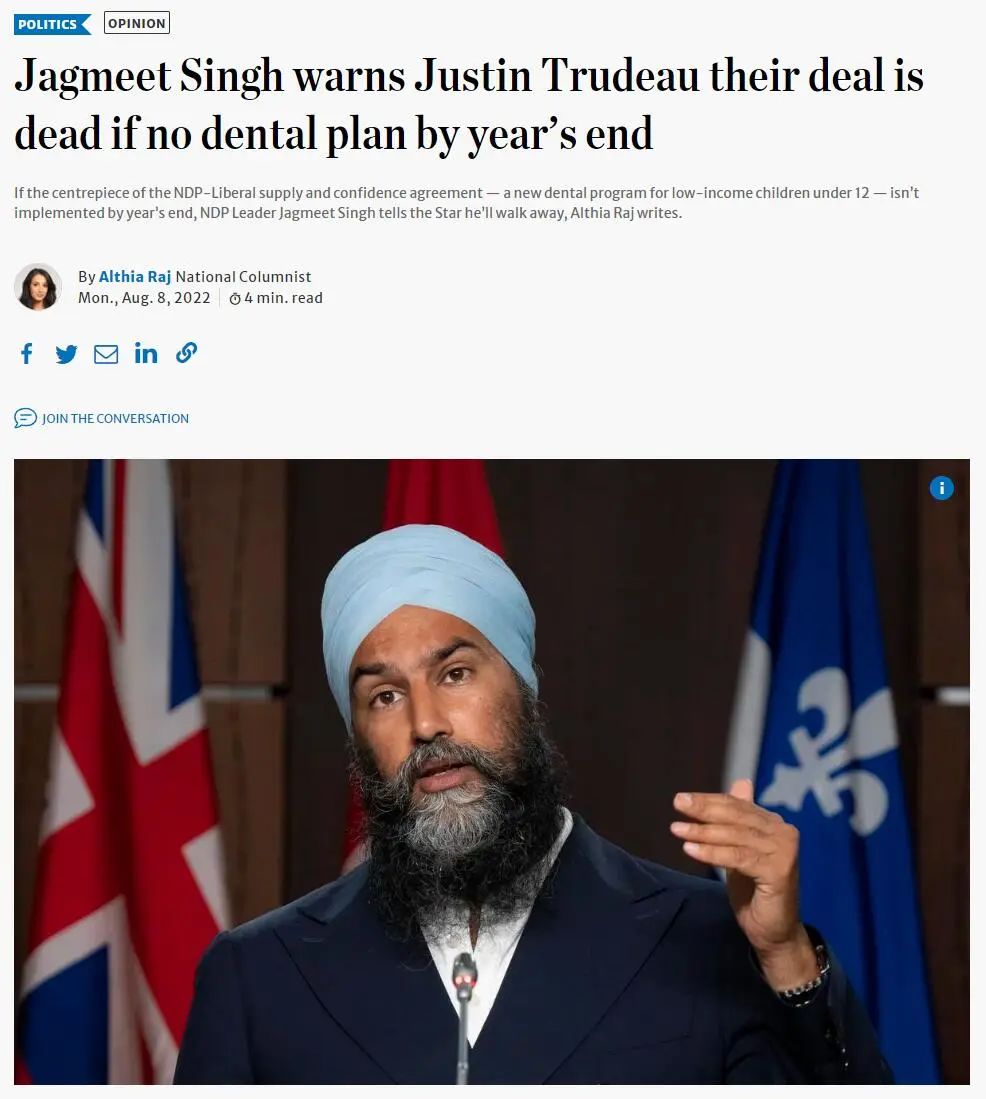 POLITICS OPINION
Jagmeet Singh warns Justin Trudeau their deal is
dead if no dental plan by year’s end
If the centrepiece of the NDP-Liberal supply and confidence agreement — a new dental program for low-income children under 12 — isn’t
implemented by year’s end, NDP Leader Jagmeet Singh tells the Star he’ll walk away, Althia Raj writes.
By Althia Raj National Columnist
Mon., Aug. 8, 2022 4 min. read
JOIN THE CONVERSATION